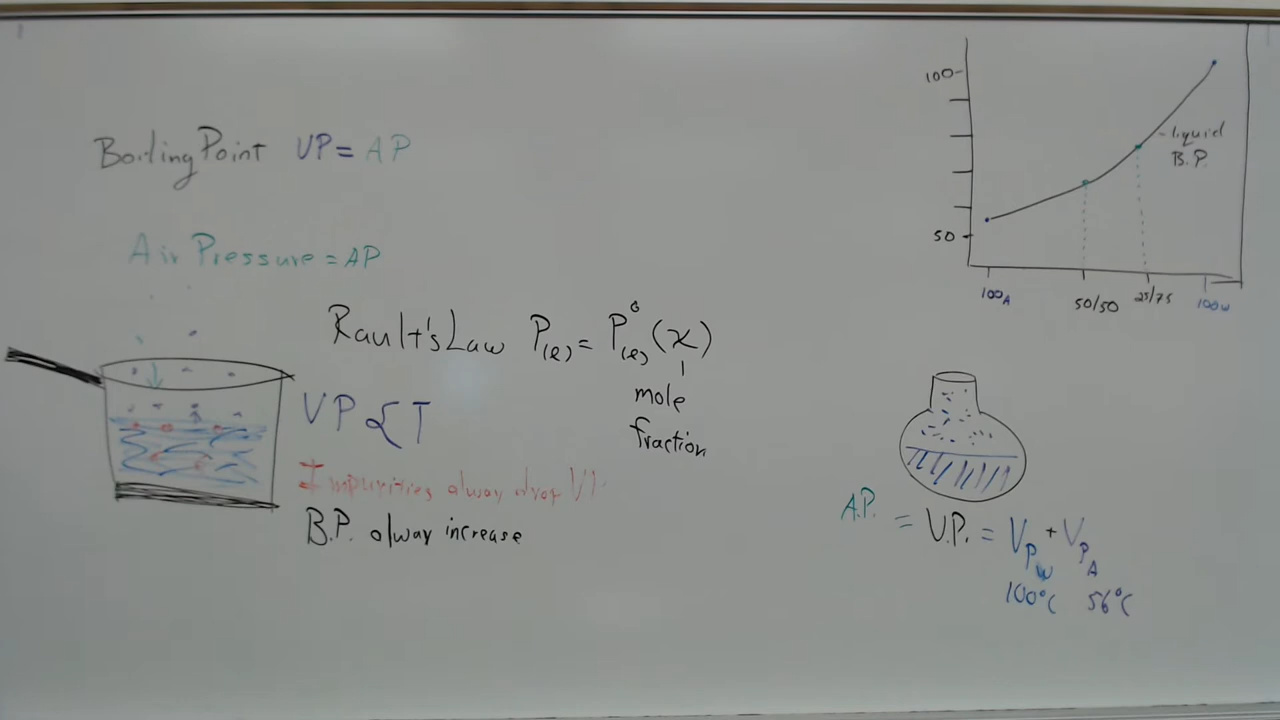 Boiling Point VP = AP
Air Pressure = AP
Rault's Law P(l) = P°(l) (χ)
mole
fraction
VP { T
Impurities alway drop VP
B.P. alway increase
100
50
liquid
B.P.
100A 50/50 25/75 100W
A.P. = V.P. = VPW + VPA
100°C 56°C